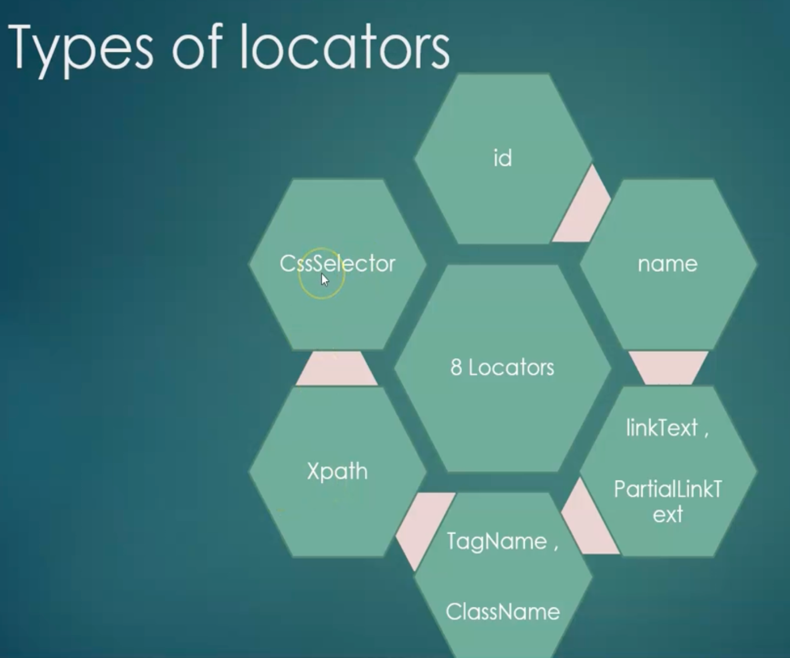 Types of locators
id
name
linkText ,
PartialLinkT
ext
TagName ,
ClassName
Xpath
CssSelector
8 Locators